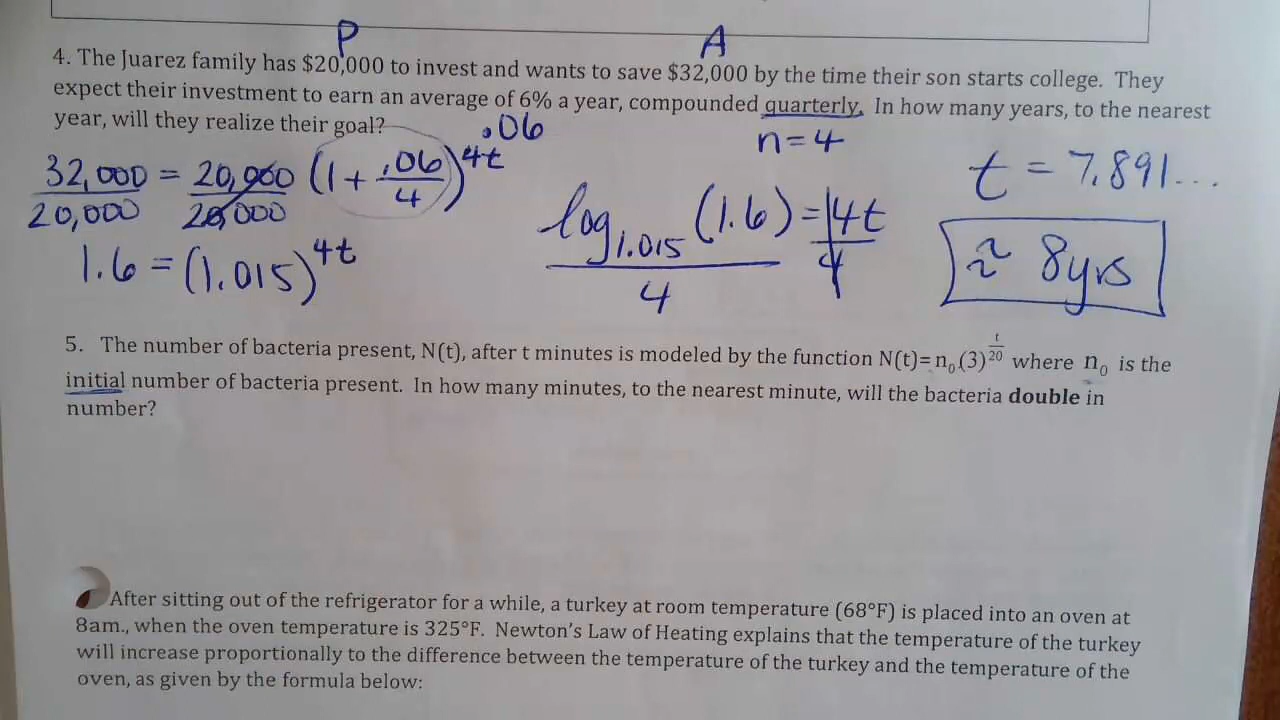 P A
4. The Juarez family has $20,000 to invest and wants to save $32,000 by the time their son starts college. They
expect their investment to earn an average of 6% a year, compounded quarterly. In how many years, to the nearest
year, will they realize their goal?
.06
n=4
32,000 = 20,000 (1 + .06/4)^4t
20,000 20,000
1.6 = (1.015)^4t
log1.015 (1.6) = 4t
4 4
t = 7.891...
≈ 8yrs
5. The number of bacteria present, N(t), after t minutes is modeled by the function N(t)=n₀(3)^t/20 where n₀ is the
initial number of bacteria present. In how many minutes, to the nearest minute, will the bacteria double in
number?
After sitting out of the refrigerator for a while, a turkey at room temperature (68°F) is placed into an oven at
8am., when the oven temperature is 325°F. Newton's Law of Heating explains that the temperature of the turkey
will increase proportionally to the difference between the temperature of the turkey and the temperature of the
oven, as given by the formula below: